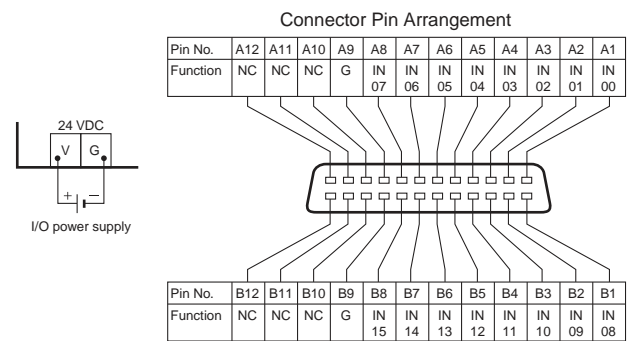 Connector Pin Arrangement
Pin No. A12 A11 A10 A9 A8 A7 A6 A5 A4 A3 A2 A1
Function NC NC NC G IN 07 IN 06 IN 05 IN 04 IN 03 IN 02 IN 01 IN 00
24 VDC
V G
+ −
I/O power supply
Pin No. B12 B11 B10 B9 B8 B7 B6 B5 B4 B3 B2 B1
Function NC NC NC G IN 15 IN 14 IN 13 IN 12 IN 11 IN 10 IN 09 IN 08